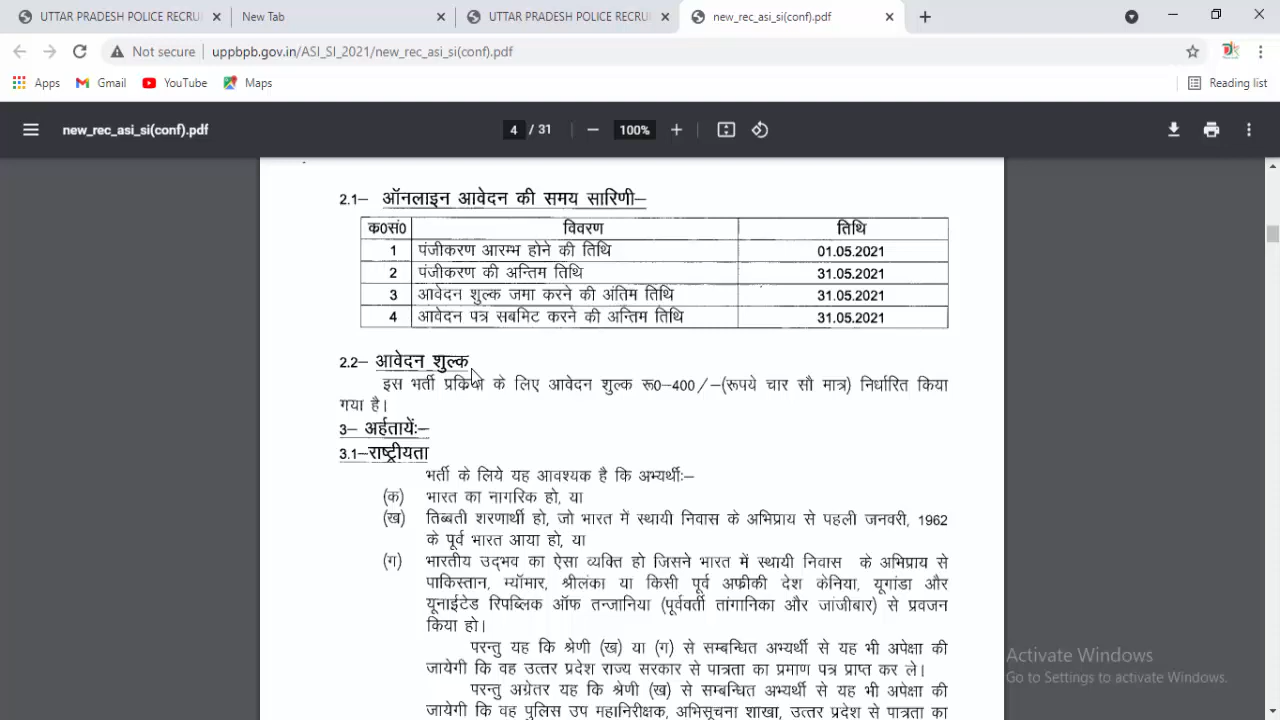 UTTAR PRADESH POLICE RECRU
New Tab
UTTAR PRADESH POLICE RECRU
new_rec_asi_si(conf).pdf
Not secure
uppbpb.gov.in/ASI_SI_2021/new_rec_asi_si(conf).pdf
Apps Gmail YouTube Maps Reading list
new_rec_asi_si(conf).pdf 4 / 31 100%
2.1– ऑनलाइन आवेदन की समय सारिणी–
क0सं0 विवरण तिथि
1 पंजीकरण आरम्भ होने की तिथि 01.05.2021
2 पंजीकरण की अन्तिम तिथि 31.05.2021
3 आवेदन शुल्क जमा करने की अंतिम तिथि 31.05.2021
4 आवेदन पत्र सबमिट करने की अन्तिम तिथि 31.05.2021
2.2– आवेदन शुल्क
इस भर्ती के लिए आवेदन शुल्क रू0–400/–(रूपये चार सौ मात्र) निर्धारित किया
गया है।
3– अर्हतायेंः–
3.1–राष्ट्रीयता
भर्ती के लिये यह आवश्यक है कि अभ्यर्थीः–
(क) भारत का नागरिक हो, या
(ख) तिब्बती शरणार्थी हो, जो भारत में स्थायी निवास के अभिप्राय से पहली जनवरी, 1962
के पूर्व भारत आया हो, या
(ग) भारतीय उद्भव का ऐसा व्यक्ति हो जिसने भारत में स्थायी निवास के अभिप्राय से
पाकिस्तान, म्यॉमार, श्रीलंका या किसी पूर्व अफ्रीकी देश केनिया, यूगांडा और
यूनाईटेड रिपब्लिक ऑफ तन्जानिया (पूर्ववर्ती तांगानिका और जांजीबार) से प्रवजन
किया हो।
परन्तु यह कि श्रेणी (ख) या (ग) से सम्बन्धित अभ्यर्थी से यह भी अपेक्षा की
जायेगी कि वह उत्तर प्रदेश राज्य सरकार से पात्रता का प्रमाण पत्र प्राप्त कर ले।
परन्तु अग्रेतर यह कि श्रेणी (ख) से सम्बन्धित अभ्यर्थी से यह भी अपेक्षा की
जायेगी कि वह पुलिस उप महानिरीक्षक, अभिसूचना शाखा, उत्तर प्रदेश से पात्रता का
Activate Windows
Go to Settings to activate Windows.